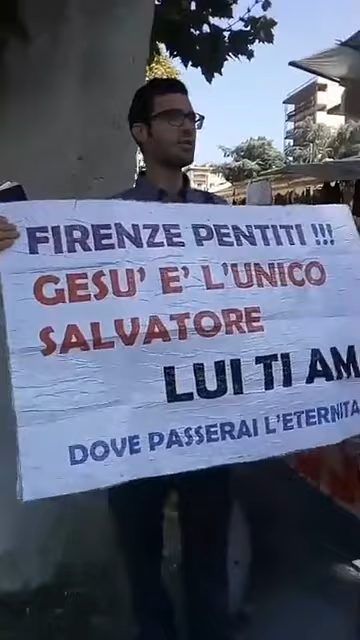 FIRENZE PENTITI !!!
GESU' E' L'UNICO
SALVATORE
LUI TI AM
DOVE PASSERAI L'ETERNITA